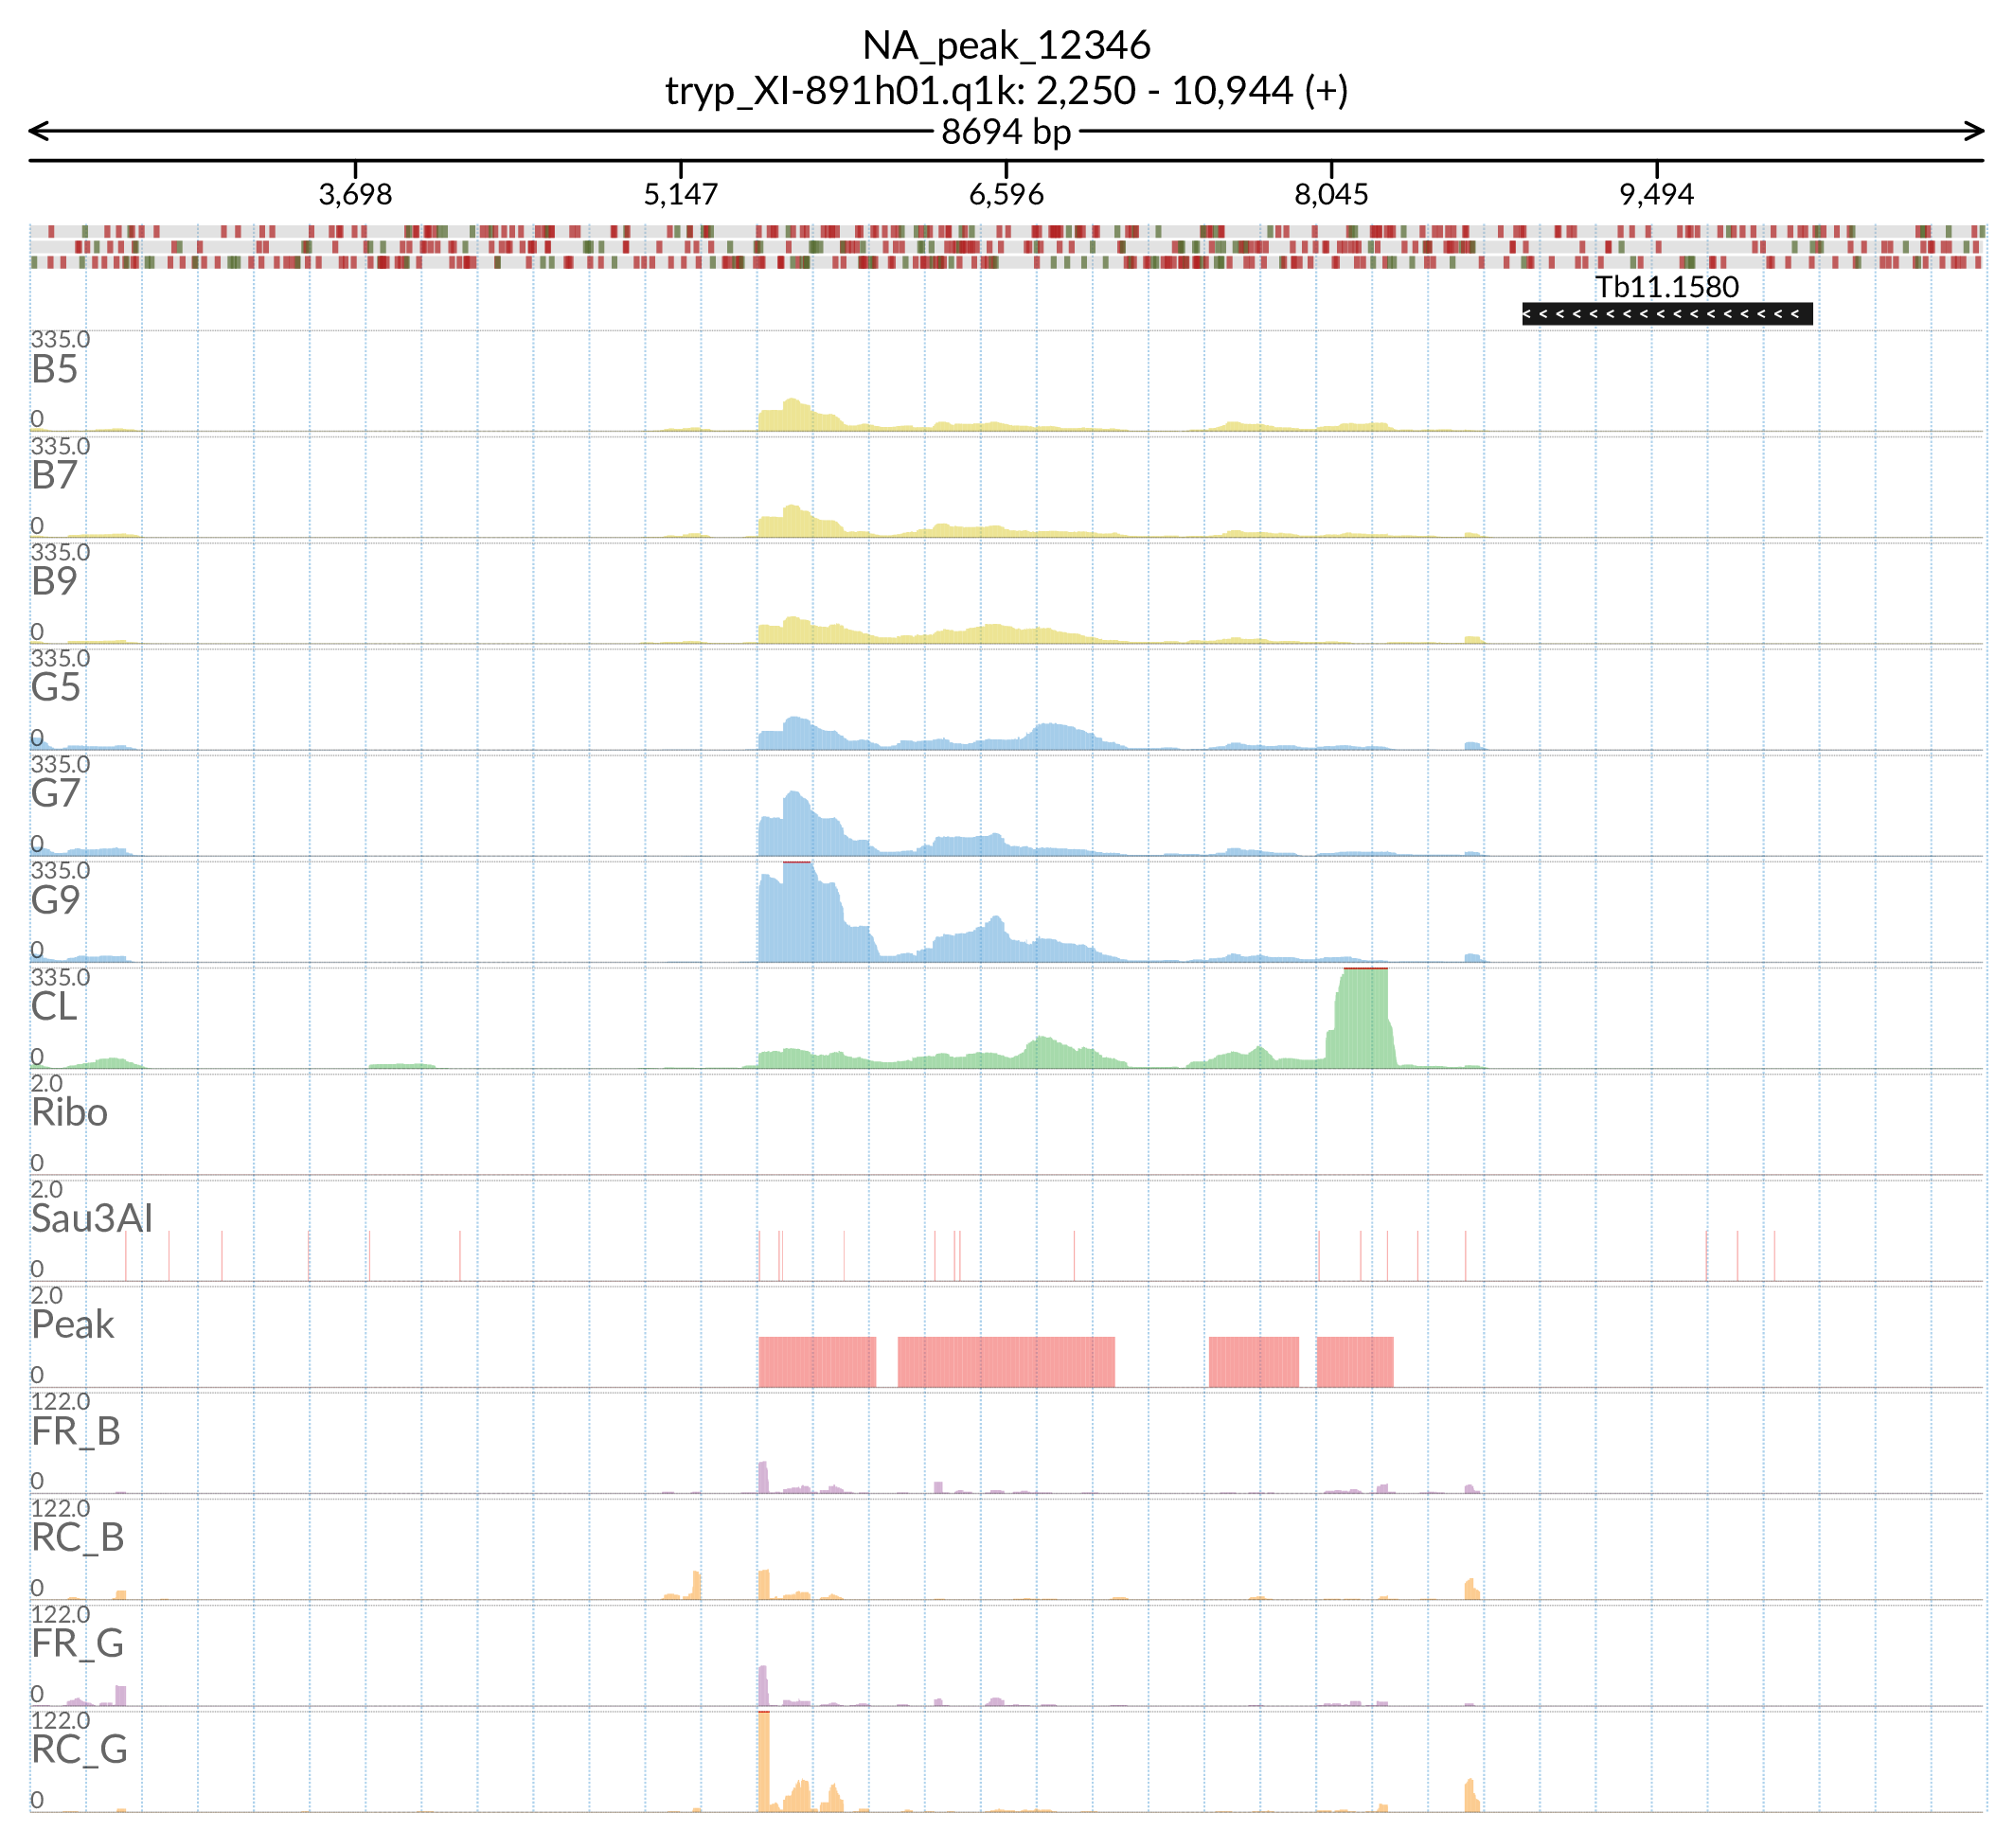 NA_peak_12346
tryp_XI-891h01.q1k: 2,250 - 10,944 (+)
8694 bp
3,698 5,147 6,596 8,045 9,494
Tb11.1580
< < < < < < < < < < < < < < < < <
335.0
B5
0
335.0
B7
0
335.0
B9
0
335.0
G5
0
335.0
G7
0
335.0
G9
0
335.0
CL
0
2.0
Ribo
0
2.0
Sau3AI
0
2.0
Peak
0
122.0
FR_B
0
122.0
RC_B
0
122.0
FR_G
0
122.0
RC_G
0